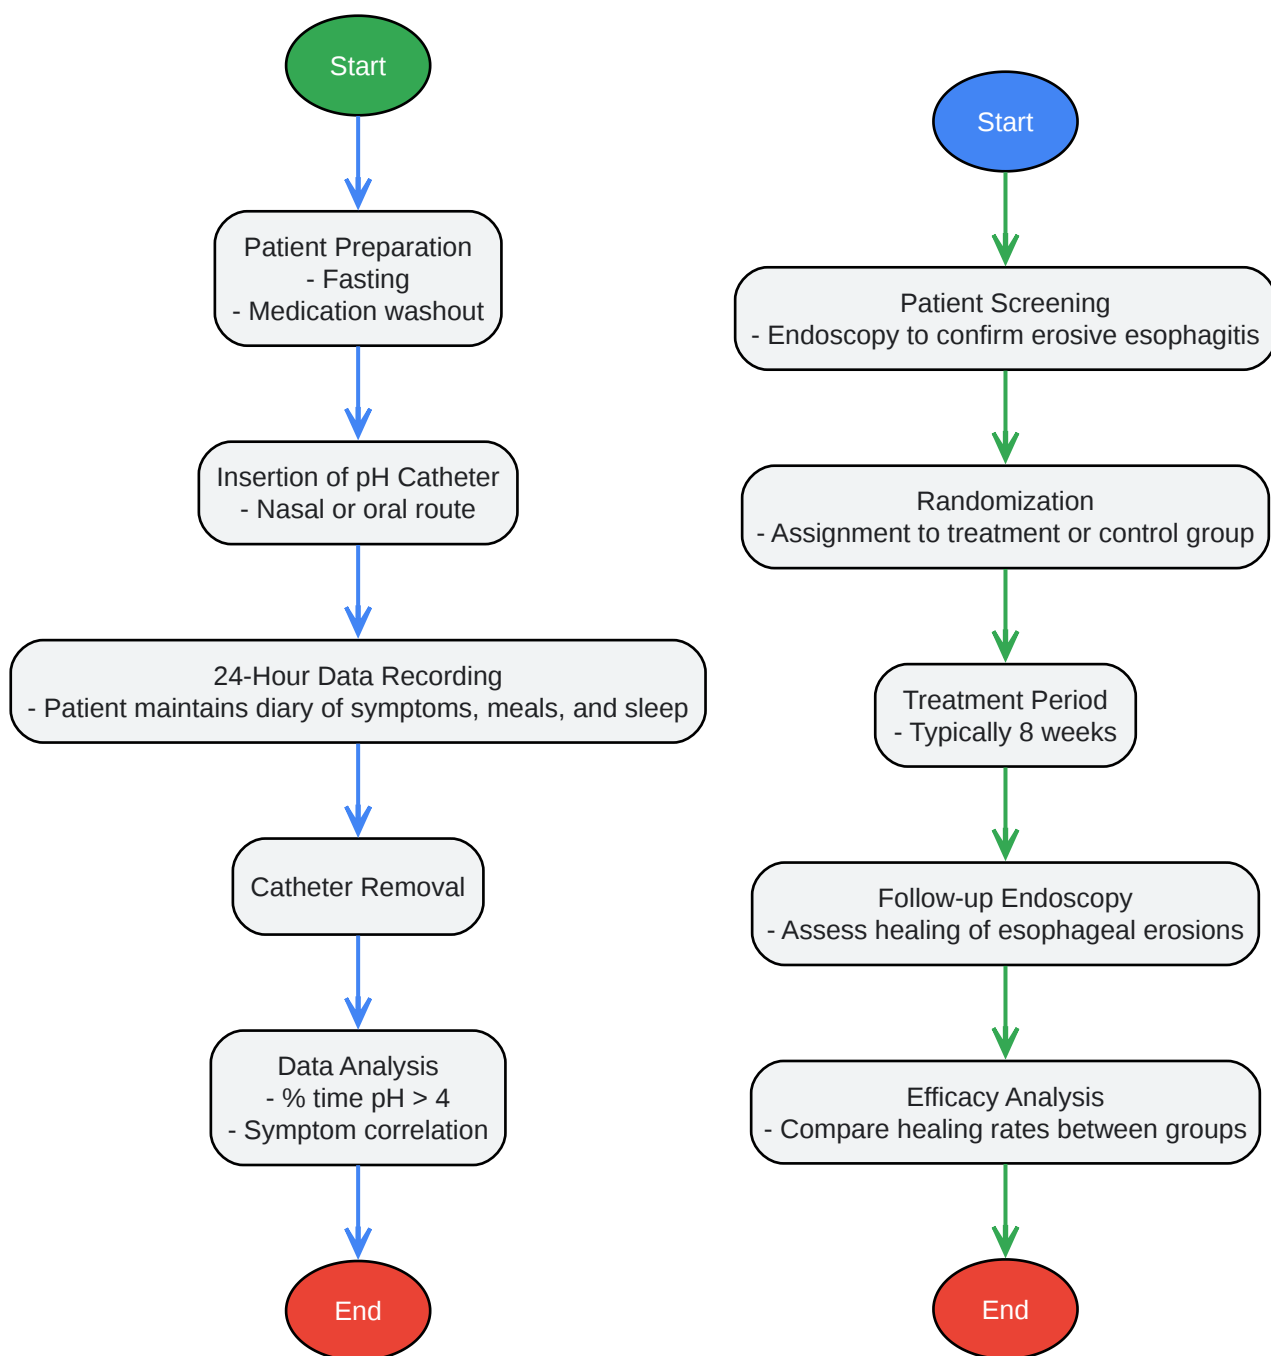 Start
Patient Preparation
- Fasting
- Medication washout
Insertion of pH Catheter
- Nasal or oral route
24-Hour Data Recording
- Patient maintains diary of symptoms, meals, and sleep
Catheter Removal
Data Analysis
- % time pH > 4
- Symptom correlation
End
Start
Patient Screening
- Endoscopy to confirm erosive esophagitis
Randomization
- Assignment to treatment or control group
Treatment Period
- Typically 8 weeks
Follow-up Endoscopy
- Assess healing of esophageal erosions
Efficacy Analysis
- Compare healing rates between groups
End